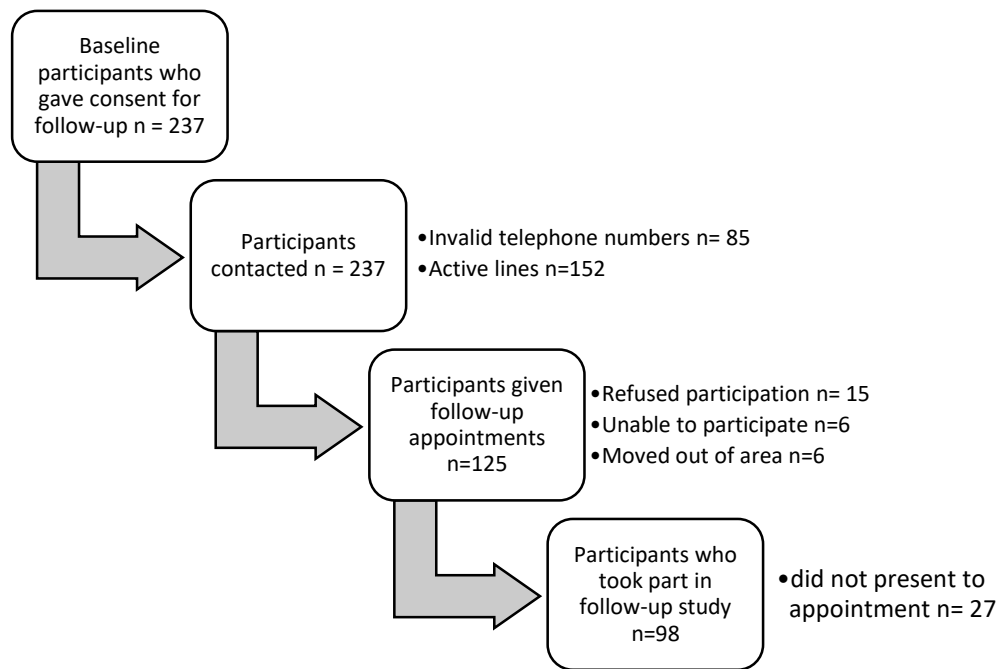 Baseline
participants who
gave consent for
follow-up n = 237
Participants
contacted n = 237
•Invalid telephone numbers n= 85
•Active lines n=152
Participants given
follow-up
appointments
n=125
•Refused participation n= 15
•Unable to participate n=6
•Moved out of area n=6
Participants who
took part in
follow-up study
n=98
•did not present to
appointment n= 27